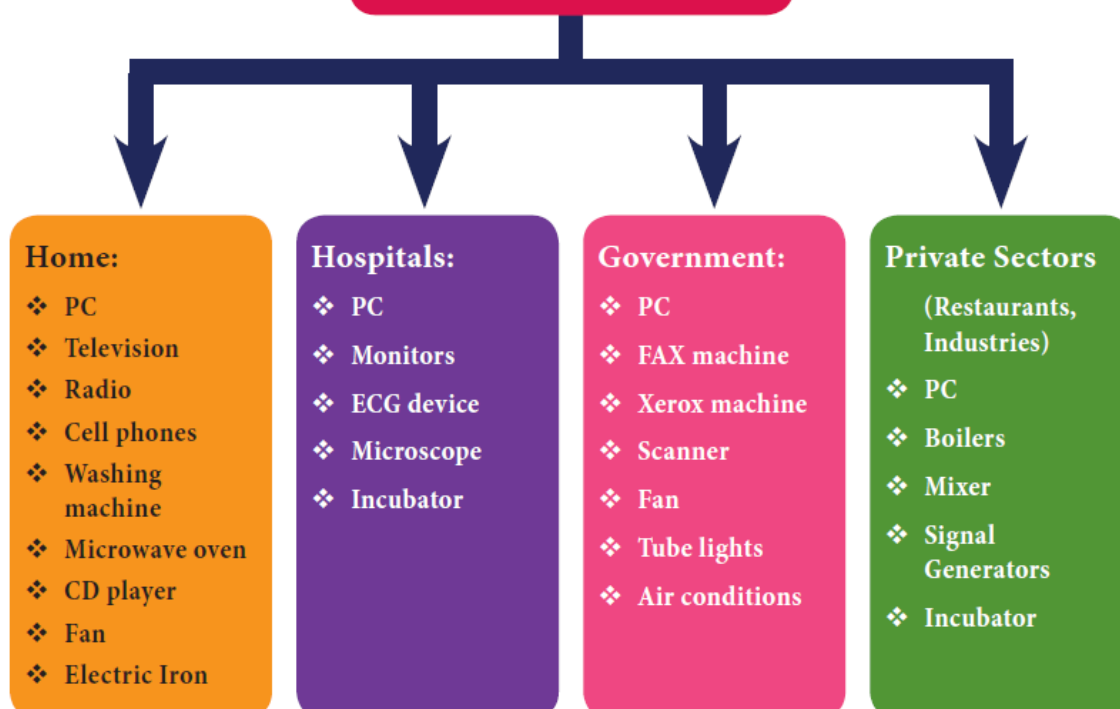 Home:
❖ PC
❖ Television
❖ Radio
❖ Cell phones
❖ Washing
machine
❖ Microwave oven
❖ CD player
❖ Fan
❖ Electric Iron
Hospitals:
❖ PC
❖ Monitors
❖ ECG device
❖ Microscope
❖ Incubator
Government:
❖ PC
❖ FAX machine
❖ Xerox machine
❖ Scanner
❖ Fan
❖ Tube lights
❖ Air conditions
Private Sectors
(Restaurants,
Industries)
❖ PC
❖ Boilers
❖ Mixer
❖ Signal
Generators
❖ Incubator